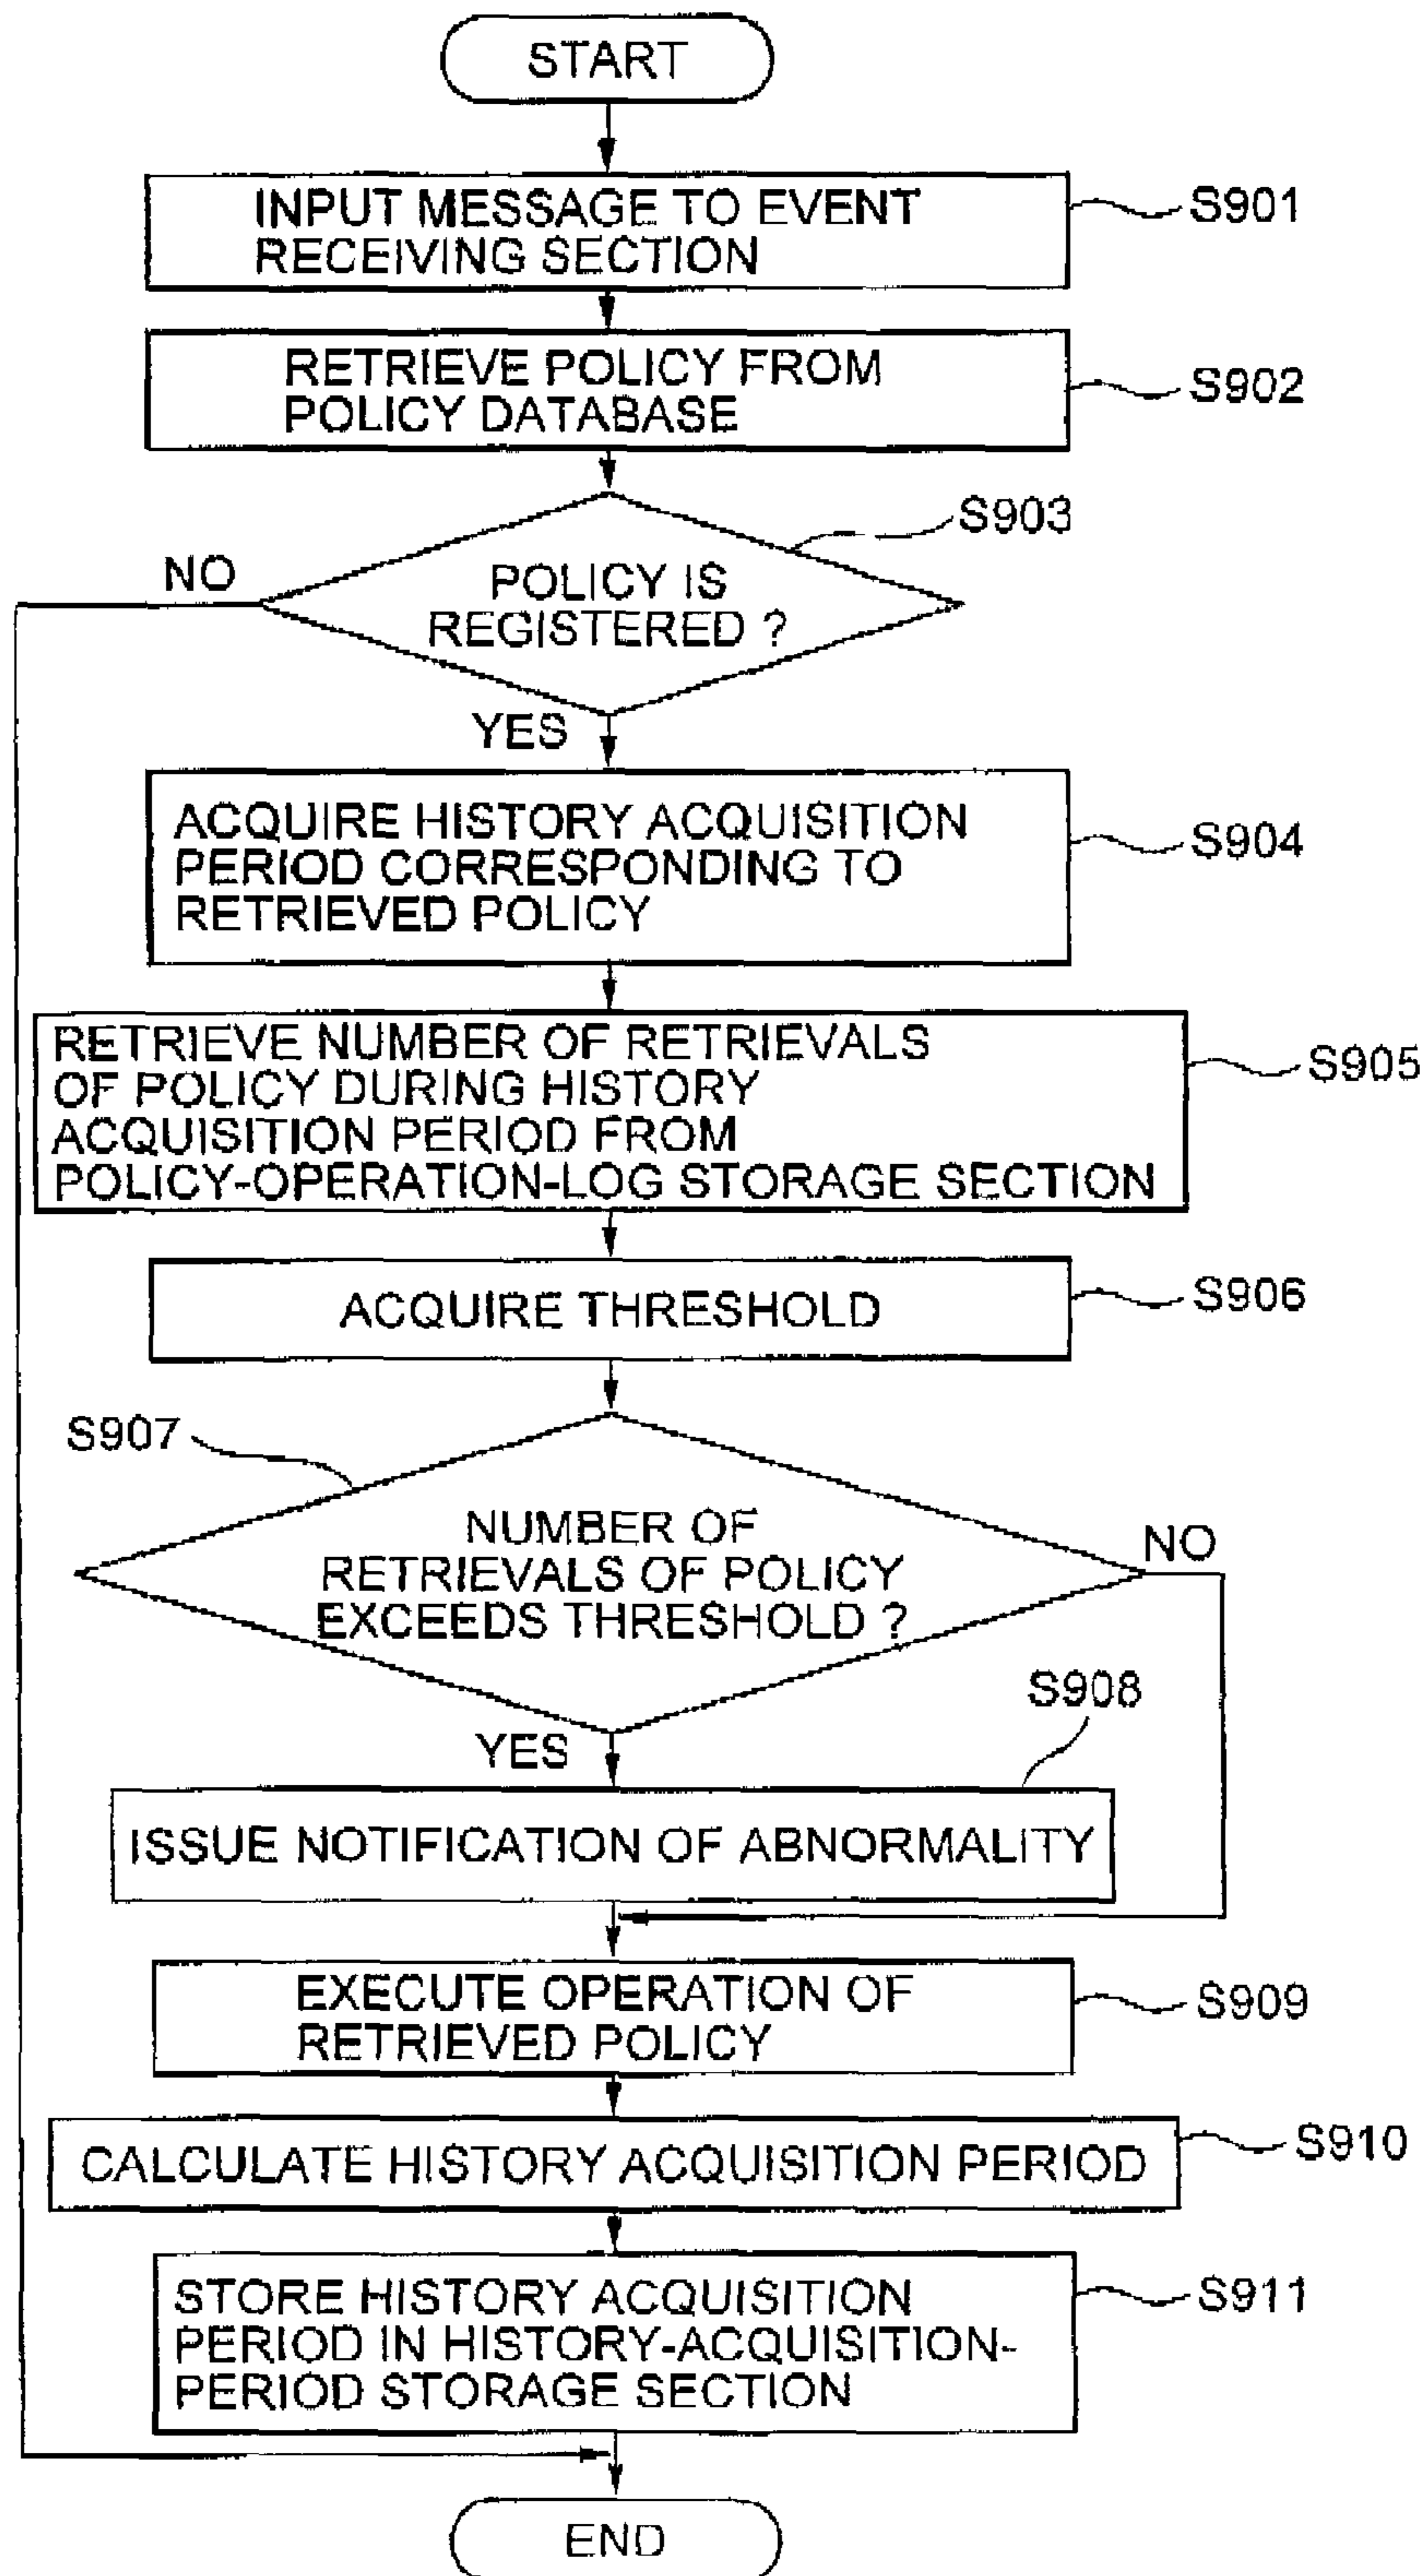 START
INPUT MESSAGE TO EVENT
RECEIVING SECTION
S901
RETRIEVE POLICY FROM
POLICY DATABASE
S902
S903
NO
POLICY IS
REGISTERED ?
YES
ACQUIRE HISTORY ACQUISITION
PERIOD CORRESPONDING TO
RETRIEVED POLICY
S904
RETRIEVE NUMBER OF RETRIEVALS
OF POLICY DURING HISTORY
ACQUISITION PERIOD FROM
POLICY-OPERATION-LOG STORAGE SECTION
S905
ACQUIRE THRESHOLD
S906
S907
NUMBER OF
RETRIEVALS OF POLICY
EXCEEDS THRESHOLD ?
NO
YES
S908
ISSUE NOTIFICATION OF ABNORMALITY
EXECUTE OPERATION OF
RETRIEVED POLICY
S909
CALCULATE HISTORY ACQUISITION PERIOD
S910
STORE HISTORY ACQUISITION
PERIOD IN HISTORY-ACQUISITION-
PERIOD STORAGE SECTION
S911
END